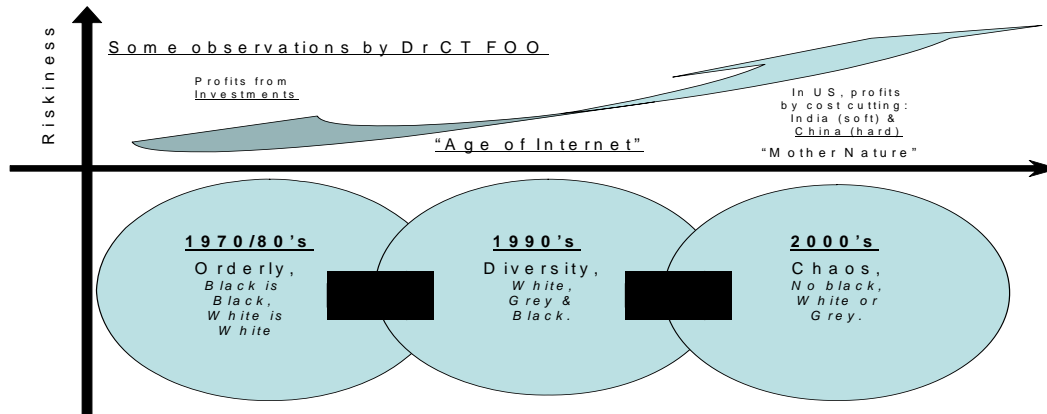 Riskiness
Some observations by Dr CT FOO
Profits from
Investments
"Age of Internet"
In US, profits
by cost cutting:
India (soft) &
China (hard)
"Mother Nature"
1970/80's
Orderly,
Black is
Black,
White is
White
1990's
Diversity,
White,
Grey &
Black.
2000's
Chaos,
No black,
White or
Grey.